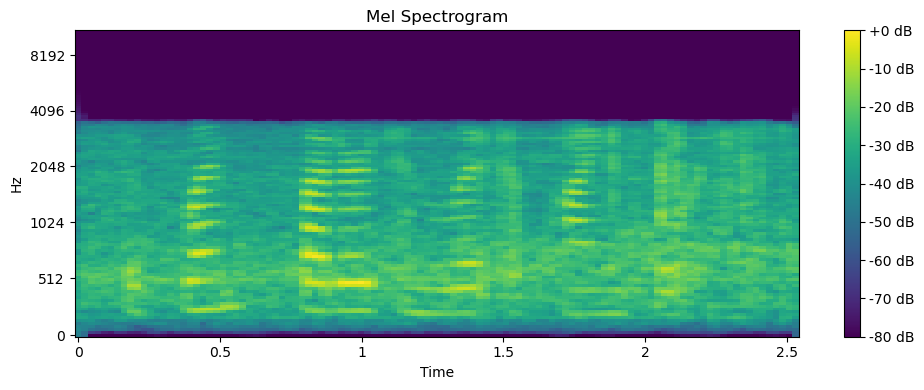 Mel Spectrogram
Hz
8192
4096
2048
1024
512
0
0
0.5
1
1.5
2
2.5
Time
+0 dB
-10 dB
-20 dB
-30 dB
-40 dB
-50 dB
-60 dB
-70 dB
-80 dB